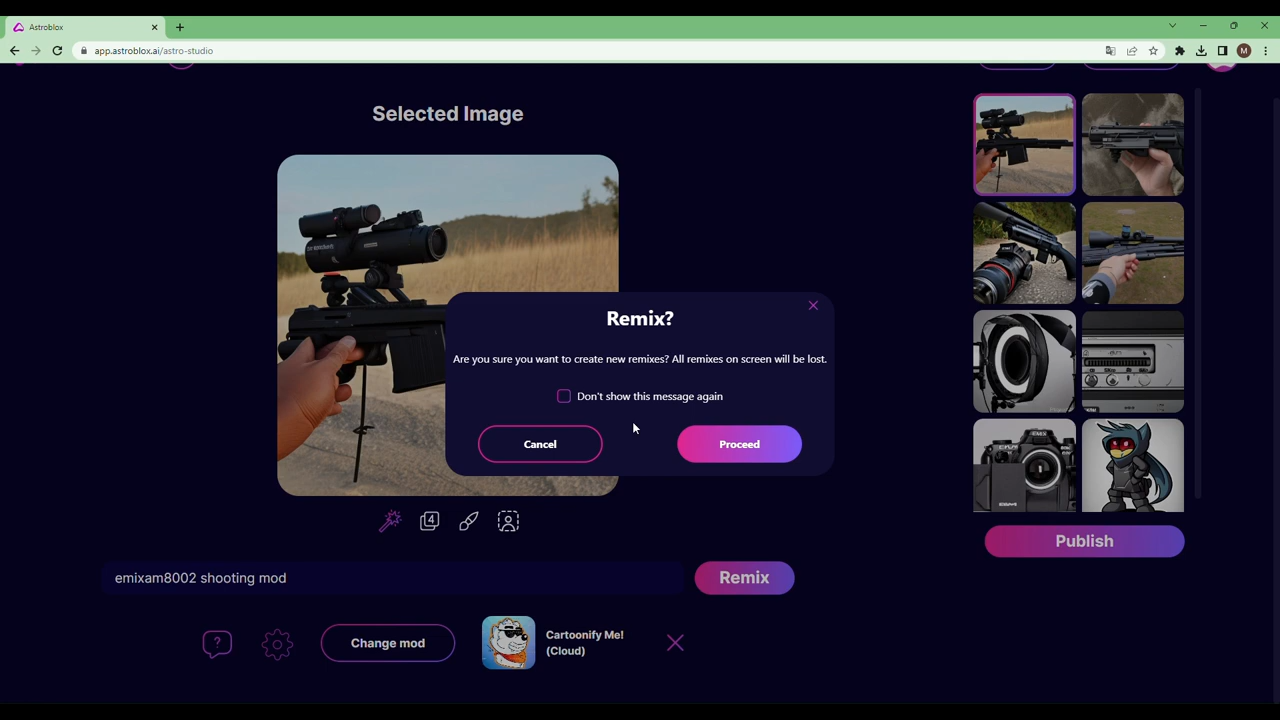 Astroblox
app.astroblox.ai/astro-studio
M
Selected Image
Remix?
Are you sure you want to create new remixes? All remixes on screen will be lost.
Don't show this message again
Cancel
Proceed
4
Publish
emixam8002 shooting mod
Remix
?
Change mod
Cartoonify Me!
(Cloud)